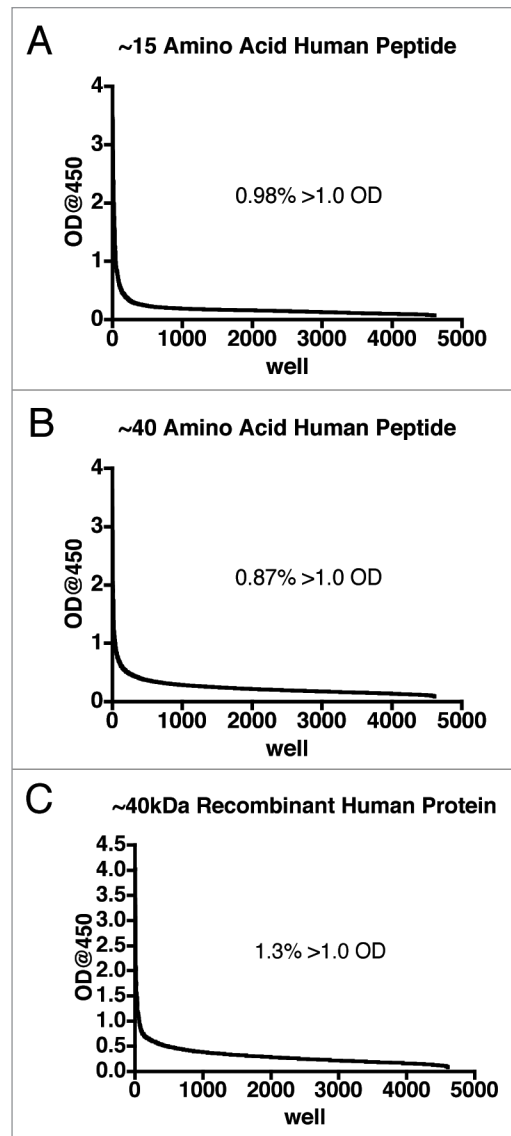 A
~15 Amino Acid Human Peptide
4
3
2
1
0
OD@450
0.98% >1.0 OD
0 1000 2000 3000 4000 5000
well
B
~40 Amino Acid Human Peptide
4
3
2
1
0
OD@450
0.87% >1.0 OD
0 1000 2000 3000 4000 5000
well
C
~40kDa Recombinant Human Protein
4.5
4.0
3.5
3.0
2.5
2.0
1.5
1.0
0.5
0.0
OD@450
1.3% >1.0 OD
0 1000 2000 3000 4000 5000
well